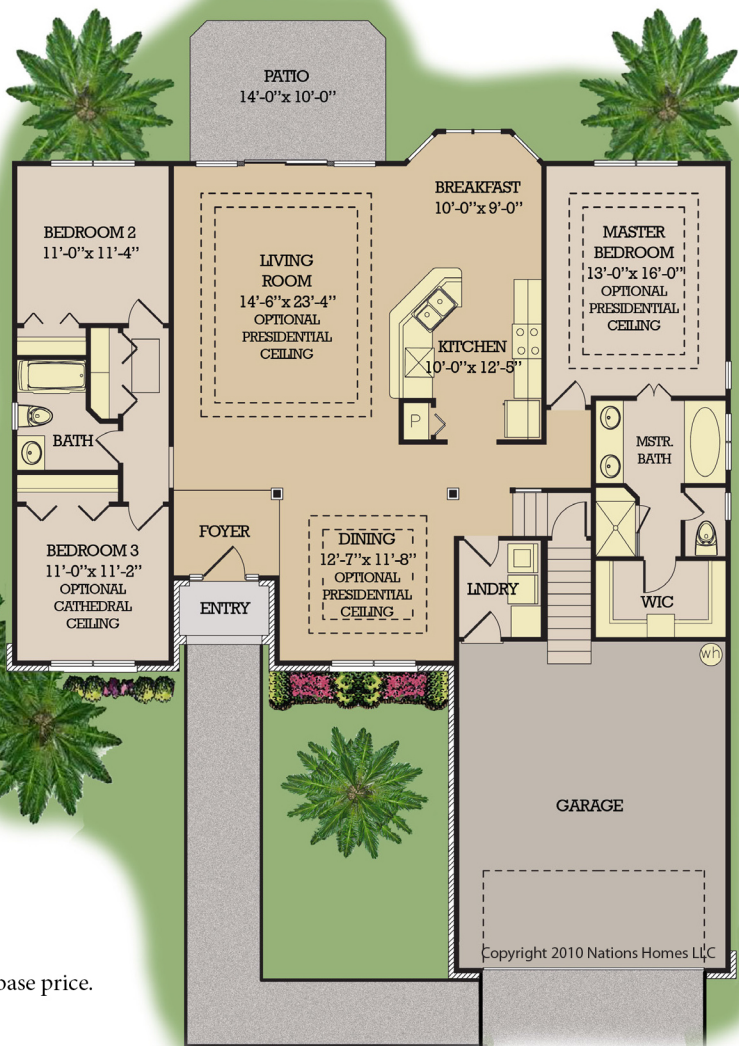 PATIO
14'-0"x 10'-0"
BREAKFAST
10'-0"x 9'-0"
BEDROOM 2
11'-0"x 11'-4"
LIVING
ROOM
14'-6"x 23'-4"
OPTIONAL
PRESIDENTIAL
CEILING
MASTER
BEDROOM
13'-0"x 16'-0"
OPTIONAL
PRESIDENTIAL
CEILING
KITCHEN
10'-0"x 12'-5"
P
BATH
MSTR.
BATH
FOYER
DINING
12'-7"x 11'-8"
OPTIONAL
PRESIDENTIAL
CEILING
BEDROOM 3
11'-0"x 11'-2"
OPTIONAL
CATHEDRAL
CEILING
ENTRY
LNDRY
WIC
wh
GARAGE
Copyright 2010 Nations Homes LLC
base price.